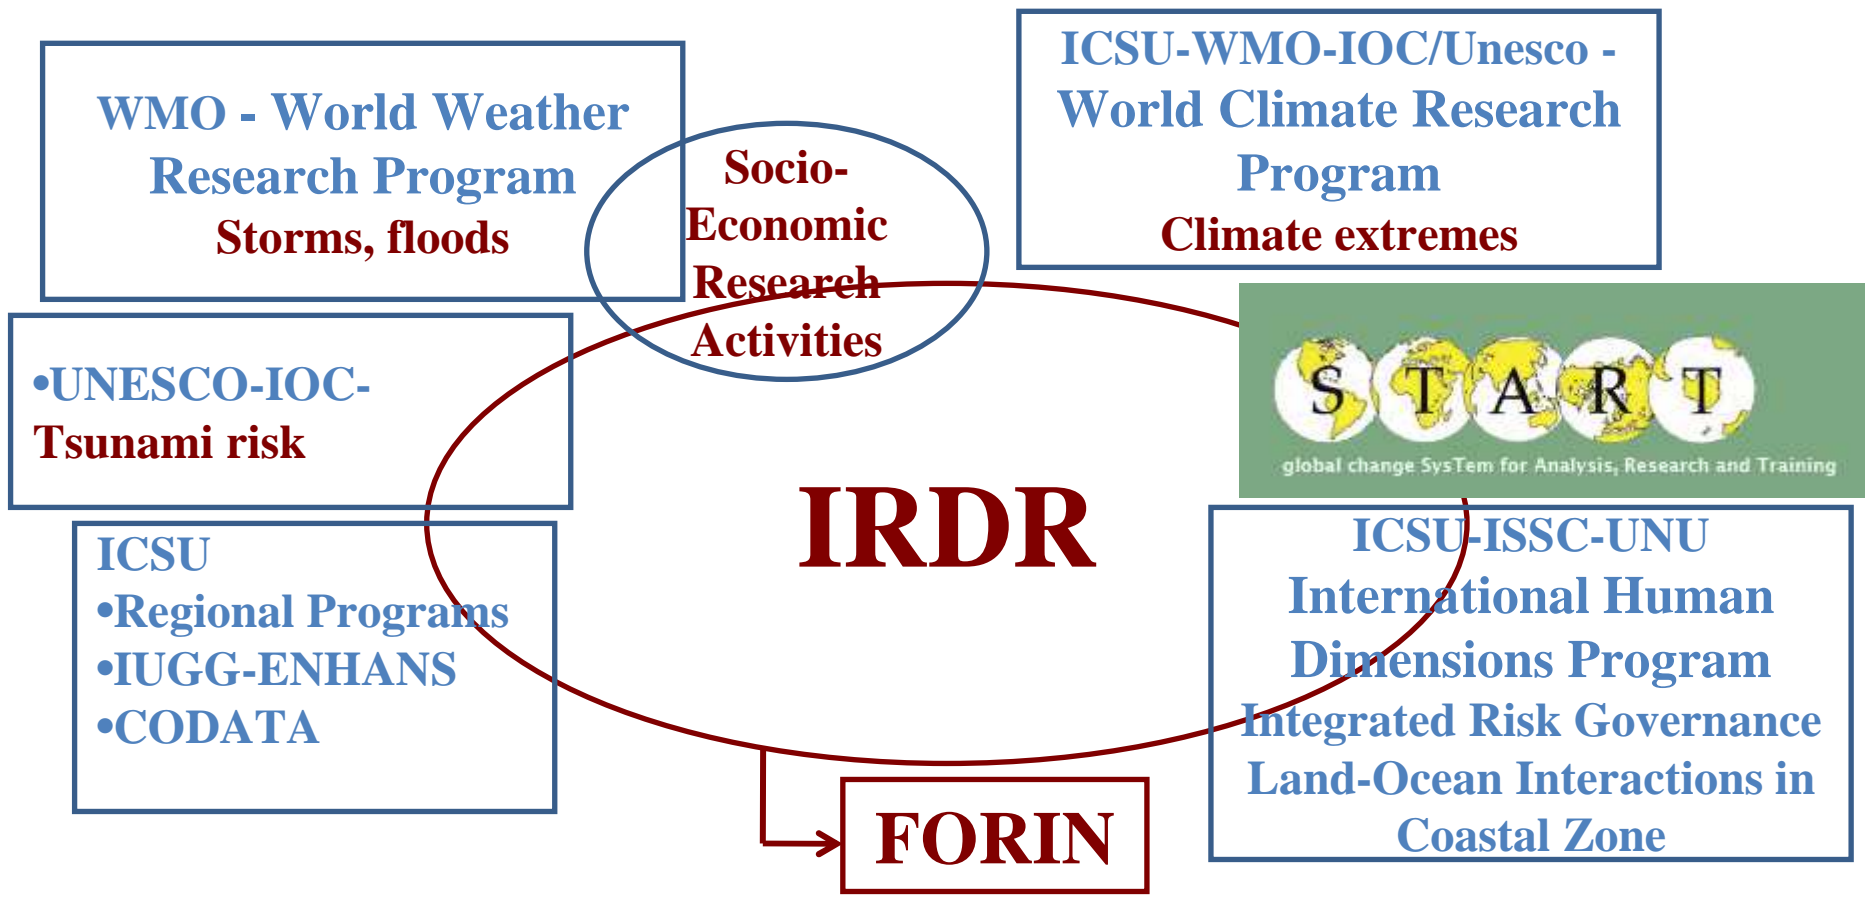 WMO - World Weather
Research Program
Storms, floods
Socio-
Economic
Research
Activities
ICSU-WMO-IOC/Unesco -
World Climate Research
Program
Climate extremes
•UNESCO-IOC-
Tsunami risk
START
global change SysTem for Analysis, Research and Training
IRDR
ICSU
•Regional Programs
•IUGG-ENHANS
•CODATA
ICSU-ISSC-UNU
International Human
Dimensions Program
Integrated Risk Governance
Land-Ocean Interactions in
Coastal Zone
FORIN